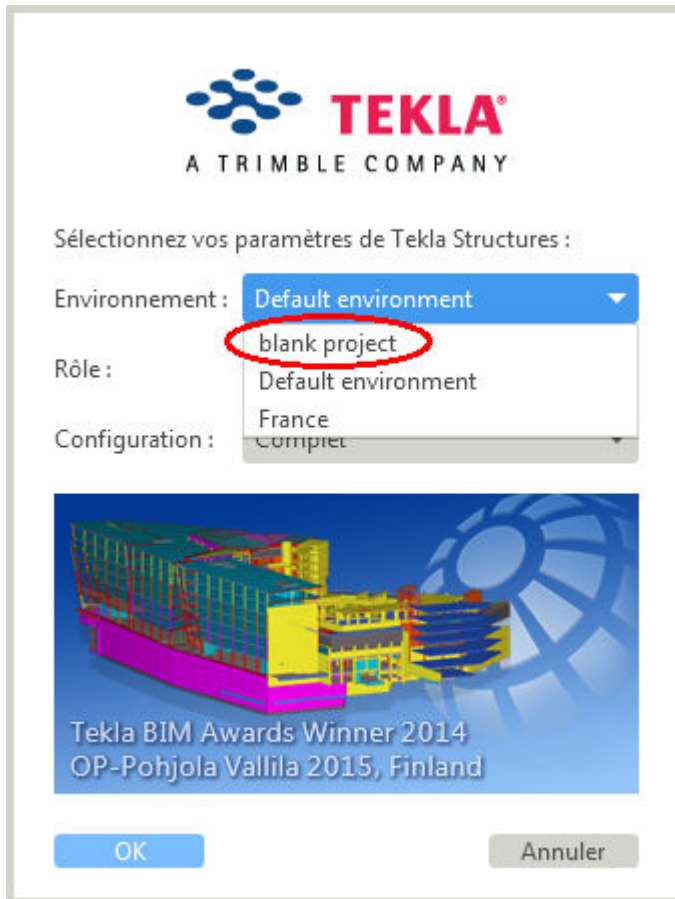 TEKLA®
A TRIMBLE COMPANY
Sélectionnez vos paramètres de Tekla Structures :
Environnement : Default environment
blank project
Rôle :
Default environment
France
Configuration : Complet
Tekla BIM Awards Winner 2014
OP-Pohjola Vallila 2015, Finland
OK Annuler